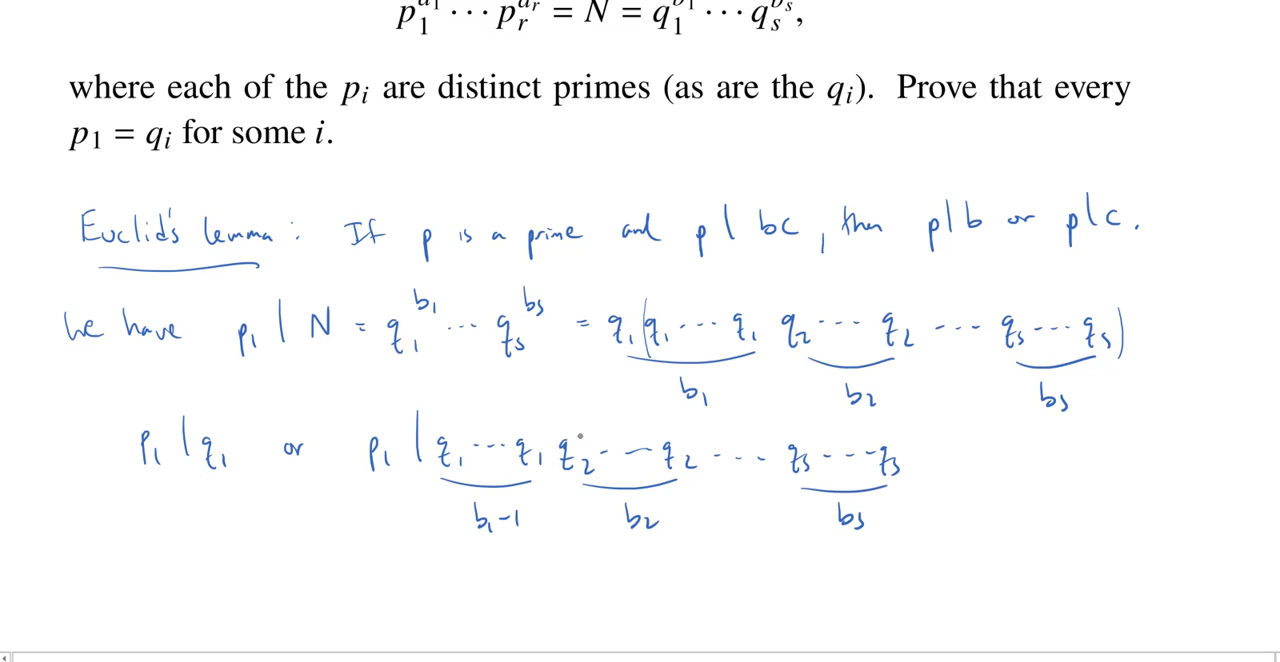 p₁^{a₁} ⋯ p_r^{a_r} = N = q₁^{b₁} ⋯ q_s^{b_s},
where each of the pᵢ are distinct primes (as are the qᵢ). Prove that every
p₁ = qᵢ for some i.
Euclid's lemma: If p is a prime and p | bc, then p|b or p|c.
We have p₁ | N = q₁^{b₁} ⋯ q_s^{b_s} = q₁(q₁ ⋯ q₁ q₂ ⋯ q₂ ⋯ q_s ⋯ q_s)
b₁ b₂ b_s
p₁ | q₁ or p₁ | q₁ ⋯ q₁ q₂ ⋯ q₂ ⋯ q_s ⋯ q_s
b₁-1 b₂ b_s